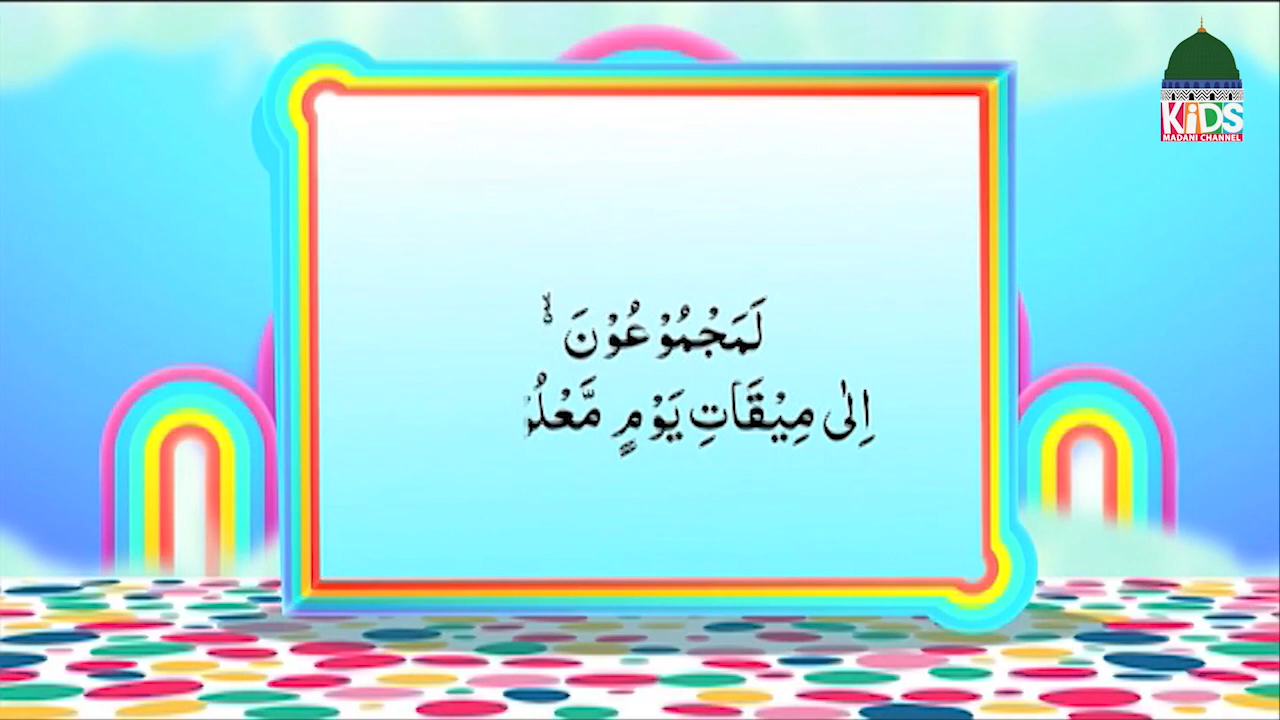 لَمَجْمُوْعُوْنَ ۙ
اِلٰى مِيْقَاتِ يَوْمٍ مَّعْلُمْ
KiDS
MADANI CHANNEL